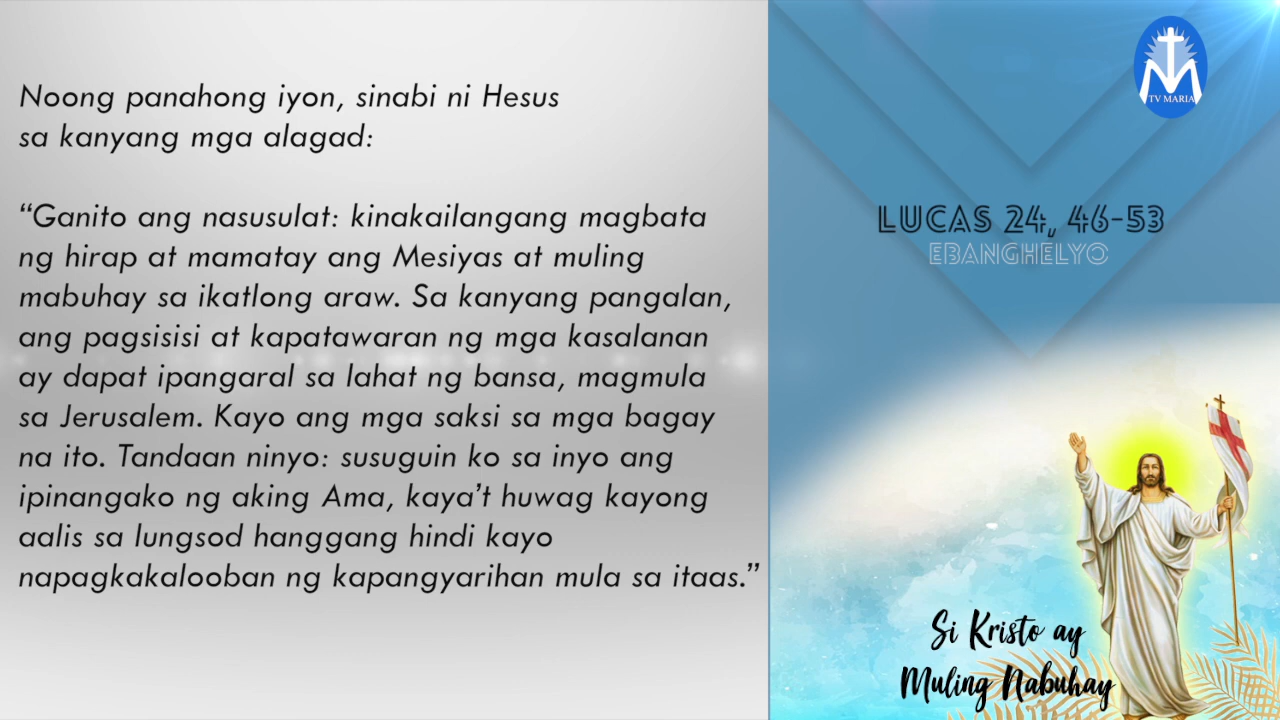 Noong panahong iyon, sinabi ni Hesus
sa kanyang mga alagad:
“Ganito ang nasusulat: kinakailangang magbata
ng hirap at mamatay ang Mesiyas at muling
mabuhay sa ikatlong araw. Sa kanyang pangalan,
ang pagsisisi at kapatawaran ng mga kasalanan
ay dapat ipangaral sa lahat ng bansa, magmula
sa Jerusalem. Kayo ang mga saksi sa mga bagay
na ito. Tandaan ninyo: susuguin ko sa inyo ang
ipinangako ng aking Ama, kaya’t huwag kayong
aalis sa lungsod hanggang hindi kayo
napagkakalooban ng kapangyarihan mula sa itaas.”
TV MARIA
LUCAS 24, 46-53
EBANGHELYO
Si Kristo ay
Muling Nabuhay